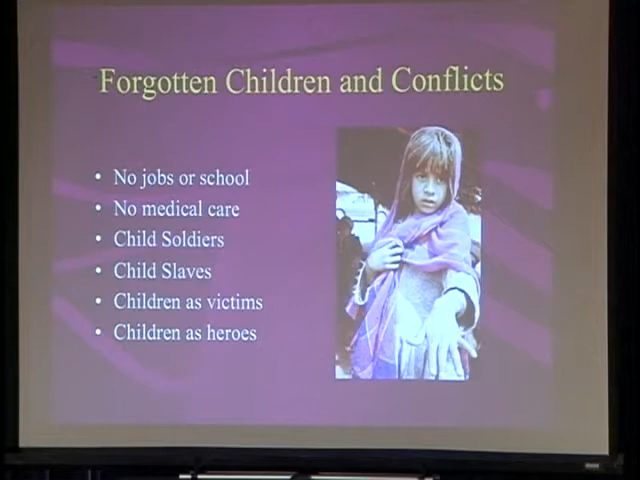 Forgotten Children and Conflicts
• No jobs or school
• No medical care
• Child Soldiers
• Child Slaves
• Children as victims
• Children as heroes